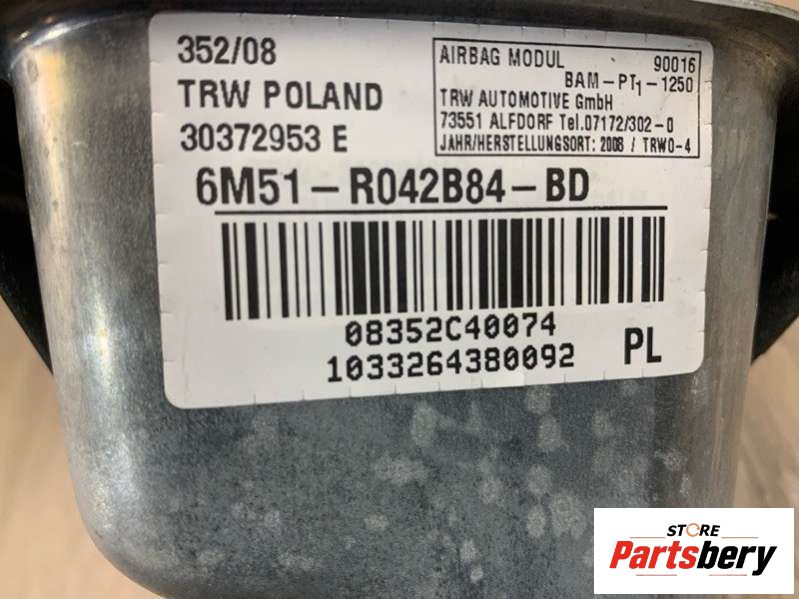 352/08
TRW POLAND
30372953 E
AIRBAG MODUL 90016
BAM-PT1-1250
TRW AUTOMOTIVE GmbH
73551 ALFDORF Tel.07172/302-0
JAHR/HERSTELLUNGSORT: 2008 / TRWO-4
6M51-R042B84-BD
08352C40074
1033264380092
PL
STORE
Partsbery